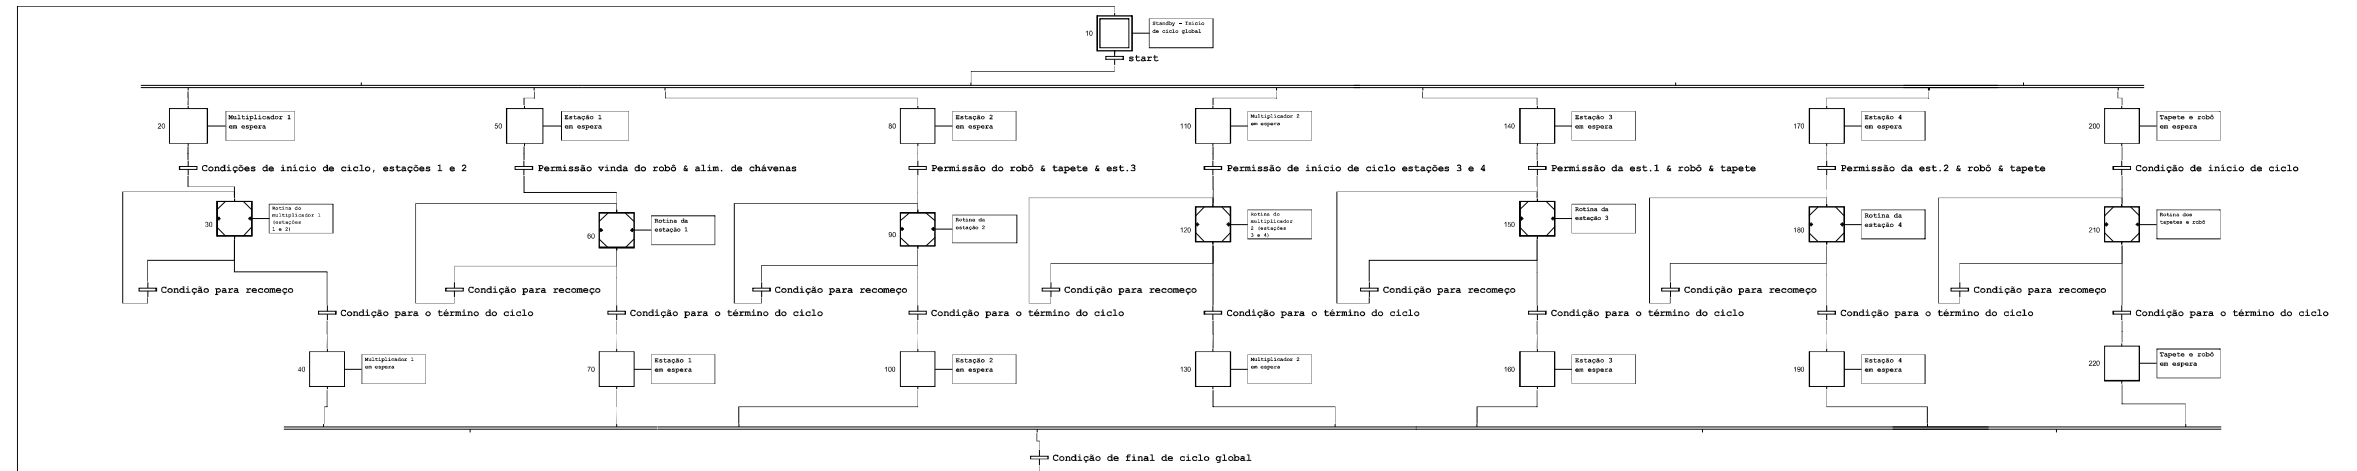 10
Standby - Início
de ciclo global
start
20
Multiplicador 1
em espera
50
Estação 1
em espera
80
Estação 2
em espera
110
Multiplicador 2
em espera
140
Estação 3
em espera
170
Estação 4
em espera
200
Tapete e robô
em espera
Condições de início de ciclo, estações 1 e 2
Permissão vinda do robô & alim. de chávenas
Permissão do robô & tapete & est.3
Permissão de início de ciclo estações 3 e 4
Permissão da est.1 & robô & tapete
Permissão da est.2 & robô & tapete
Condição de início de ciclo
30
Rotina do
multiplicador 1
(estações
1 e 2)
60
Rotina da
estação 1
90
Rotina da
estação 2
120
Rotina do
multiplicador
2 (estações
3 e 4)
150
Rotina da
estação 3
180
Rotina da
estação 4
210
Rotina dos
tapetes e robô
Condição para recomeço
Condição para recomeço
Condição para recomeço
Condição para recomeço
Condição para recomeço
Condição para recomeço
Condição para recomeço
Condição para o término do ciclo
Condição para o término do ciclo
Condição para o término do ciclo
Condição para o término do ciclo
Condição para o término do ciclo
Condição para o término do ciclo
Condição para o término do ciclo
40
Multiplicador 1
em espera
70
Estação 1
em espera
100
Estação 2
em espera
130
Multiplicador 2
em espera
160
Estação 3
em espera
190
Estação 4
em espera
220
Tapete e robô
em espera
Condição de final de ciclo global